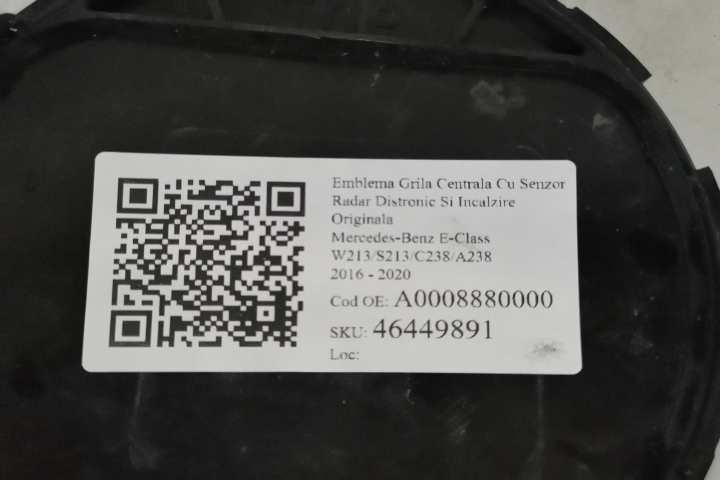 Emblema Grila Centrala Cu Senzor
Radar Distronic Si Incalzire
Originala
Mercedes-Benz E-Class
W213/S213/C238/A238
2016 - 2020
Cod OE: A0008880000
SKU: 46449891
Loc: